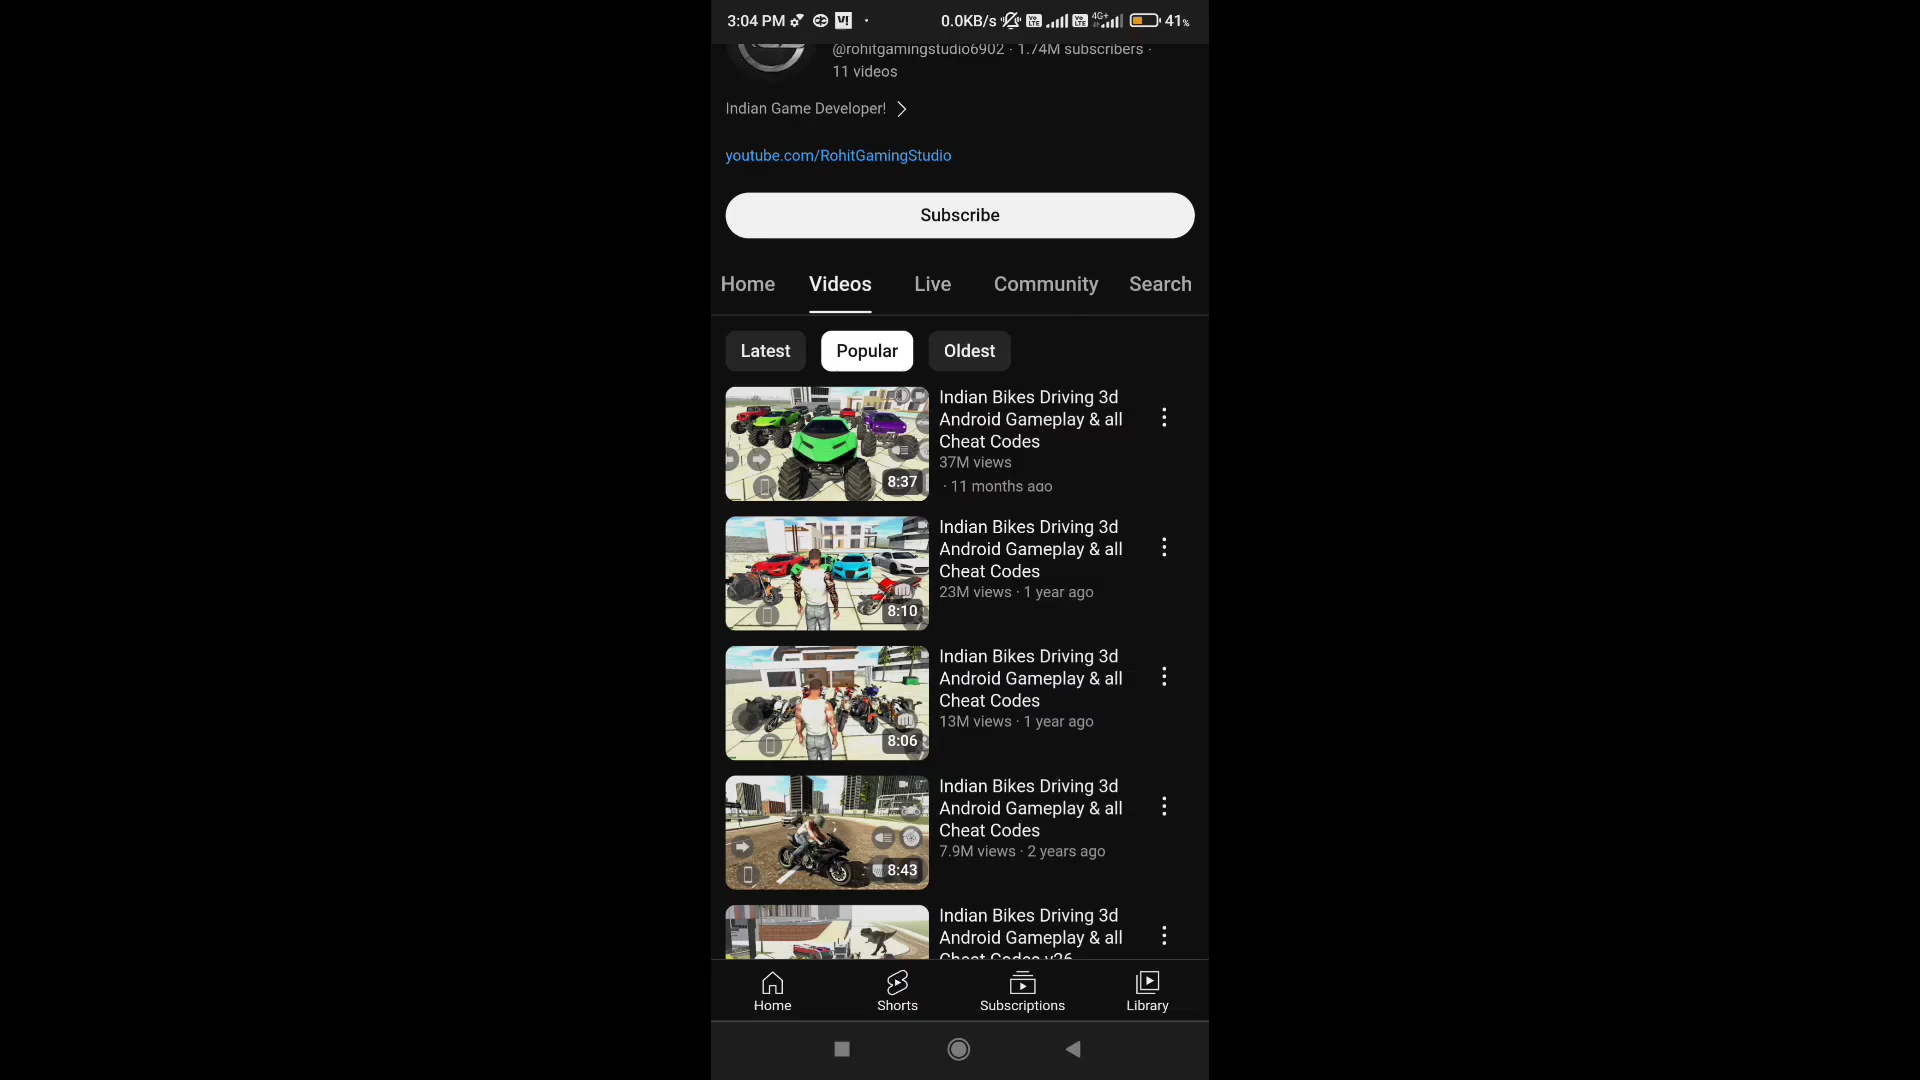 3:04 PM
0.0KB/s
Vo LTE
Vo LTE
4G+
41%
@rohitgamingstudio6902 · 1.74M subscribers ·
11 videos
Indian Game Developer!
youtube.com/RohitGamingStudio
Subscribe
Home Videos Live Community Search
Latest Popular Oldest
Indian Bikes Driving 3d
Android Gameplay & all
Cheat Codes
37M views
· 11 months ago
8:37
Indian Bikes Driving 3d
Android Gameplay & all
Cheat Codes
23M views · 1 year ago
8:10
Indian Bikes Driving 3d
Android Gameplay & all
Cheat Codes
13M views · 1 year ago
8:06
Indian Bikes Driving 3d
Android Gameplay & all
Cheat Codes
7.9M views · 2 years ago
8:43
Indian Bikes Driving 3d
Android Gameplay & all
Cheat Codes v26
Home Shorts Subscriptions Library